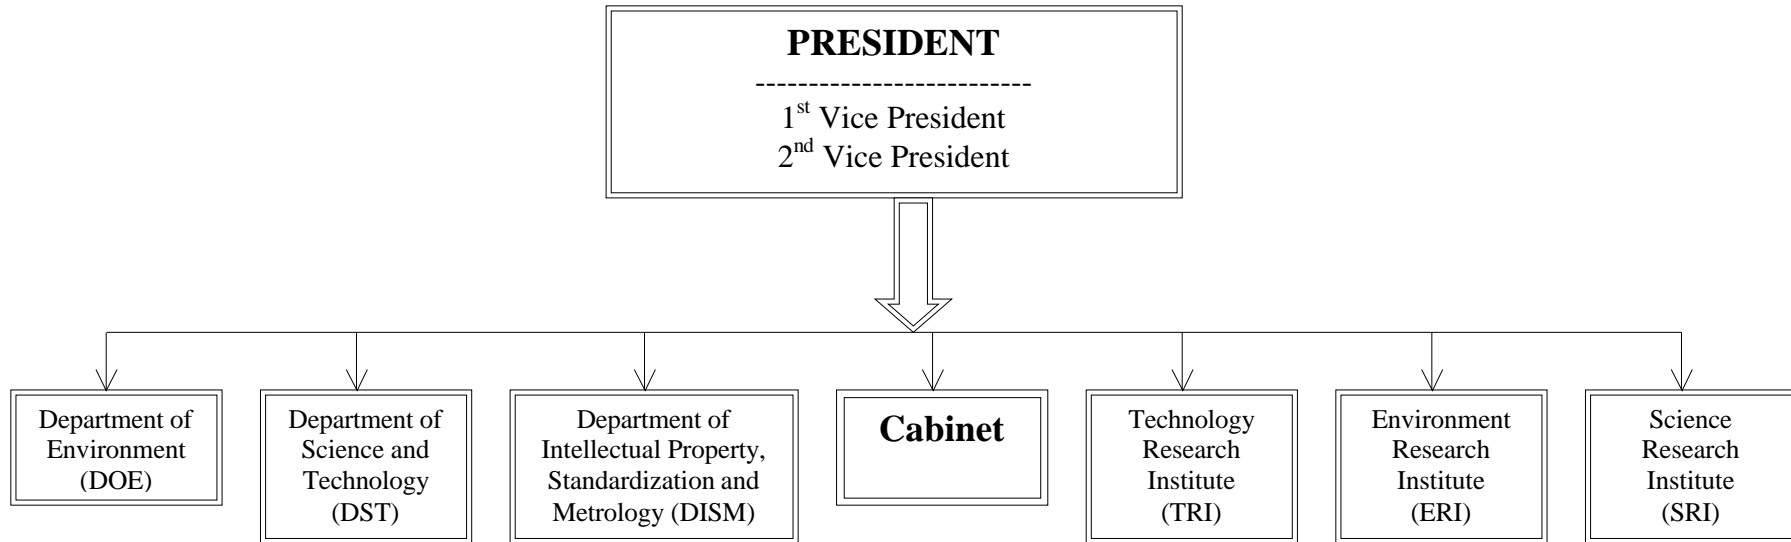 PRESIDENT
--------------------------
1st Vice President
2nd Vice President
Department of
Environment
(DOE)
Department of
Science and
Technology
(DST)
Department of
Intellectual Property,
Standardization and
Metrology (DISM)
Cabinet
Technology
Research
Institute
(TRI)
Environment
Research
Institute
(ERI)
Science
Research
Institute
(SRI)